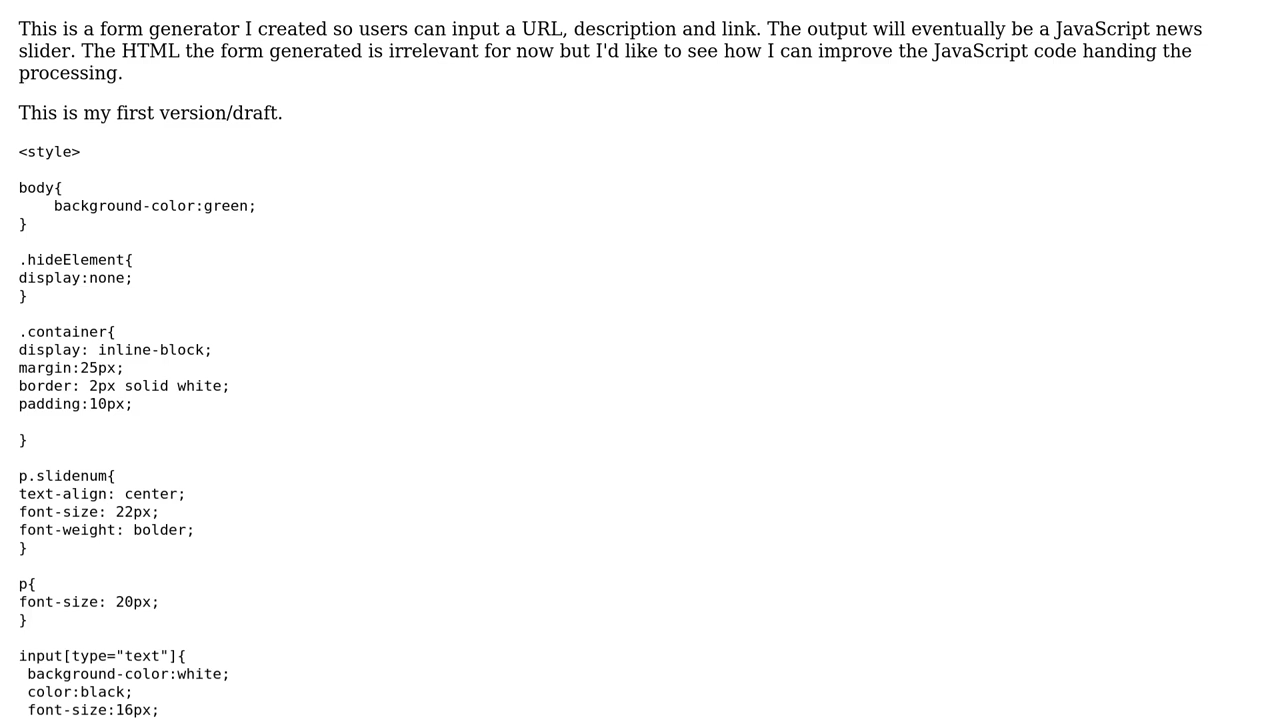 This is a form generator I created so users can input a URL, description and link. The output will eventually be a JavaScript news
slider. The HTML the form generated is irrelevant for now but I'd like to see how I can improve the JavaScript code handing the
processing.
This is my first version/draft.
<style>
body{
    background-color:green;
}
.hideElement{
display:none;
}
.container{
display: inline-block;
margin:25px;
border: 2px solid white;
padding:10px;
}
p.slidenum{
text-align: center;
font-size: 22px;
font-weight: bolder;
}
p{
font-size: 20px;
}
input[type="text"]{
 background-color:white;
 color:black;
 font-size:16px;